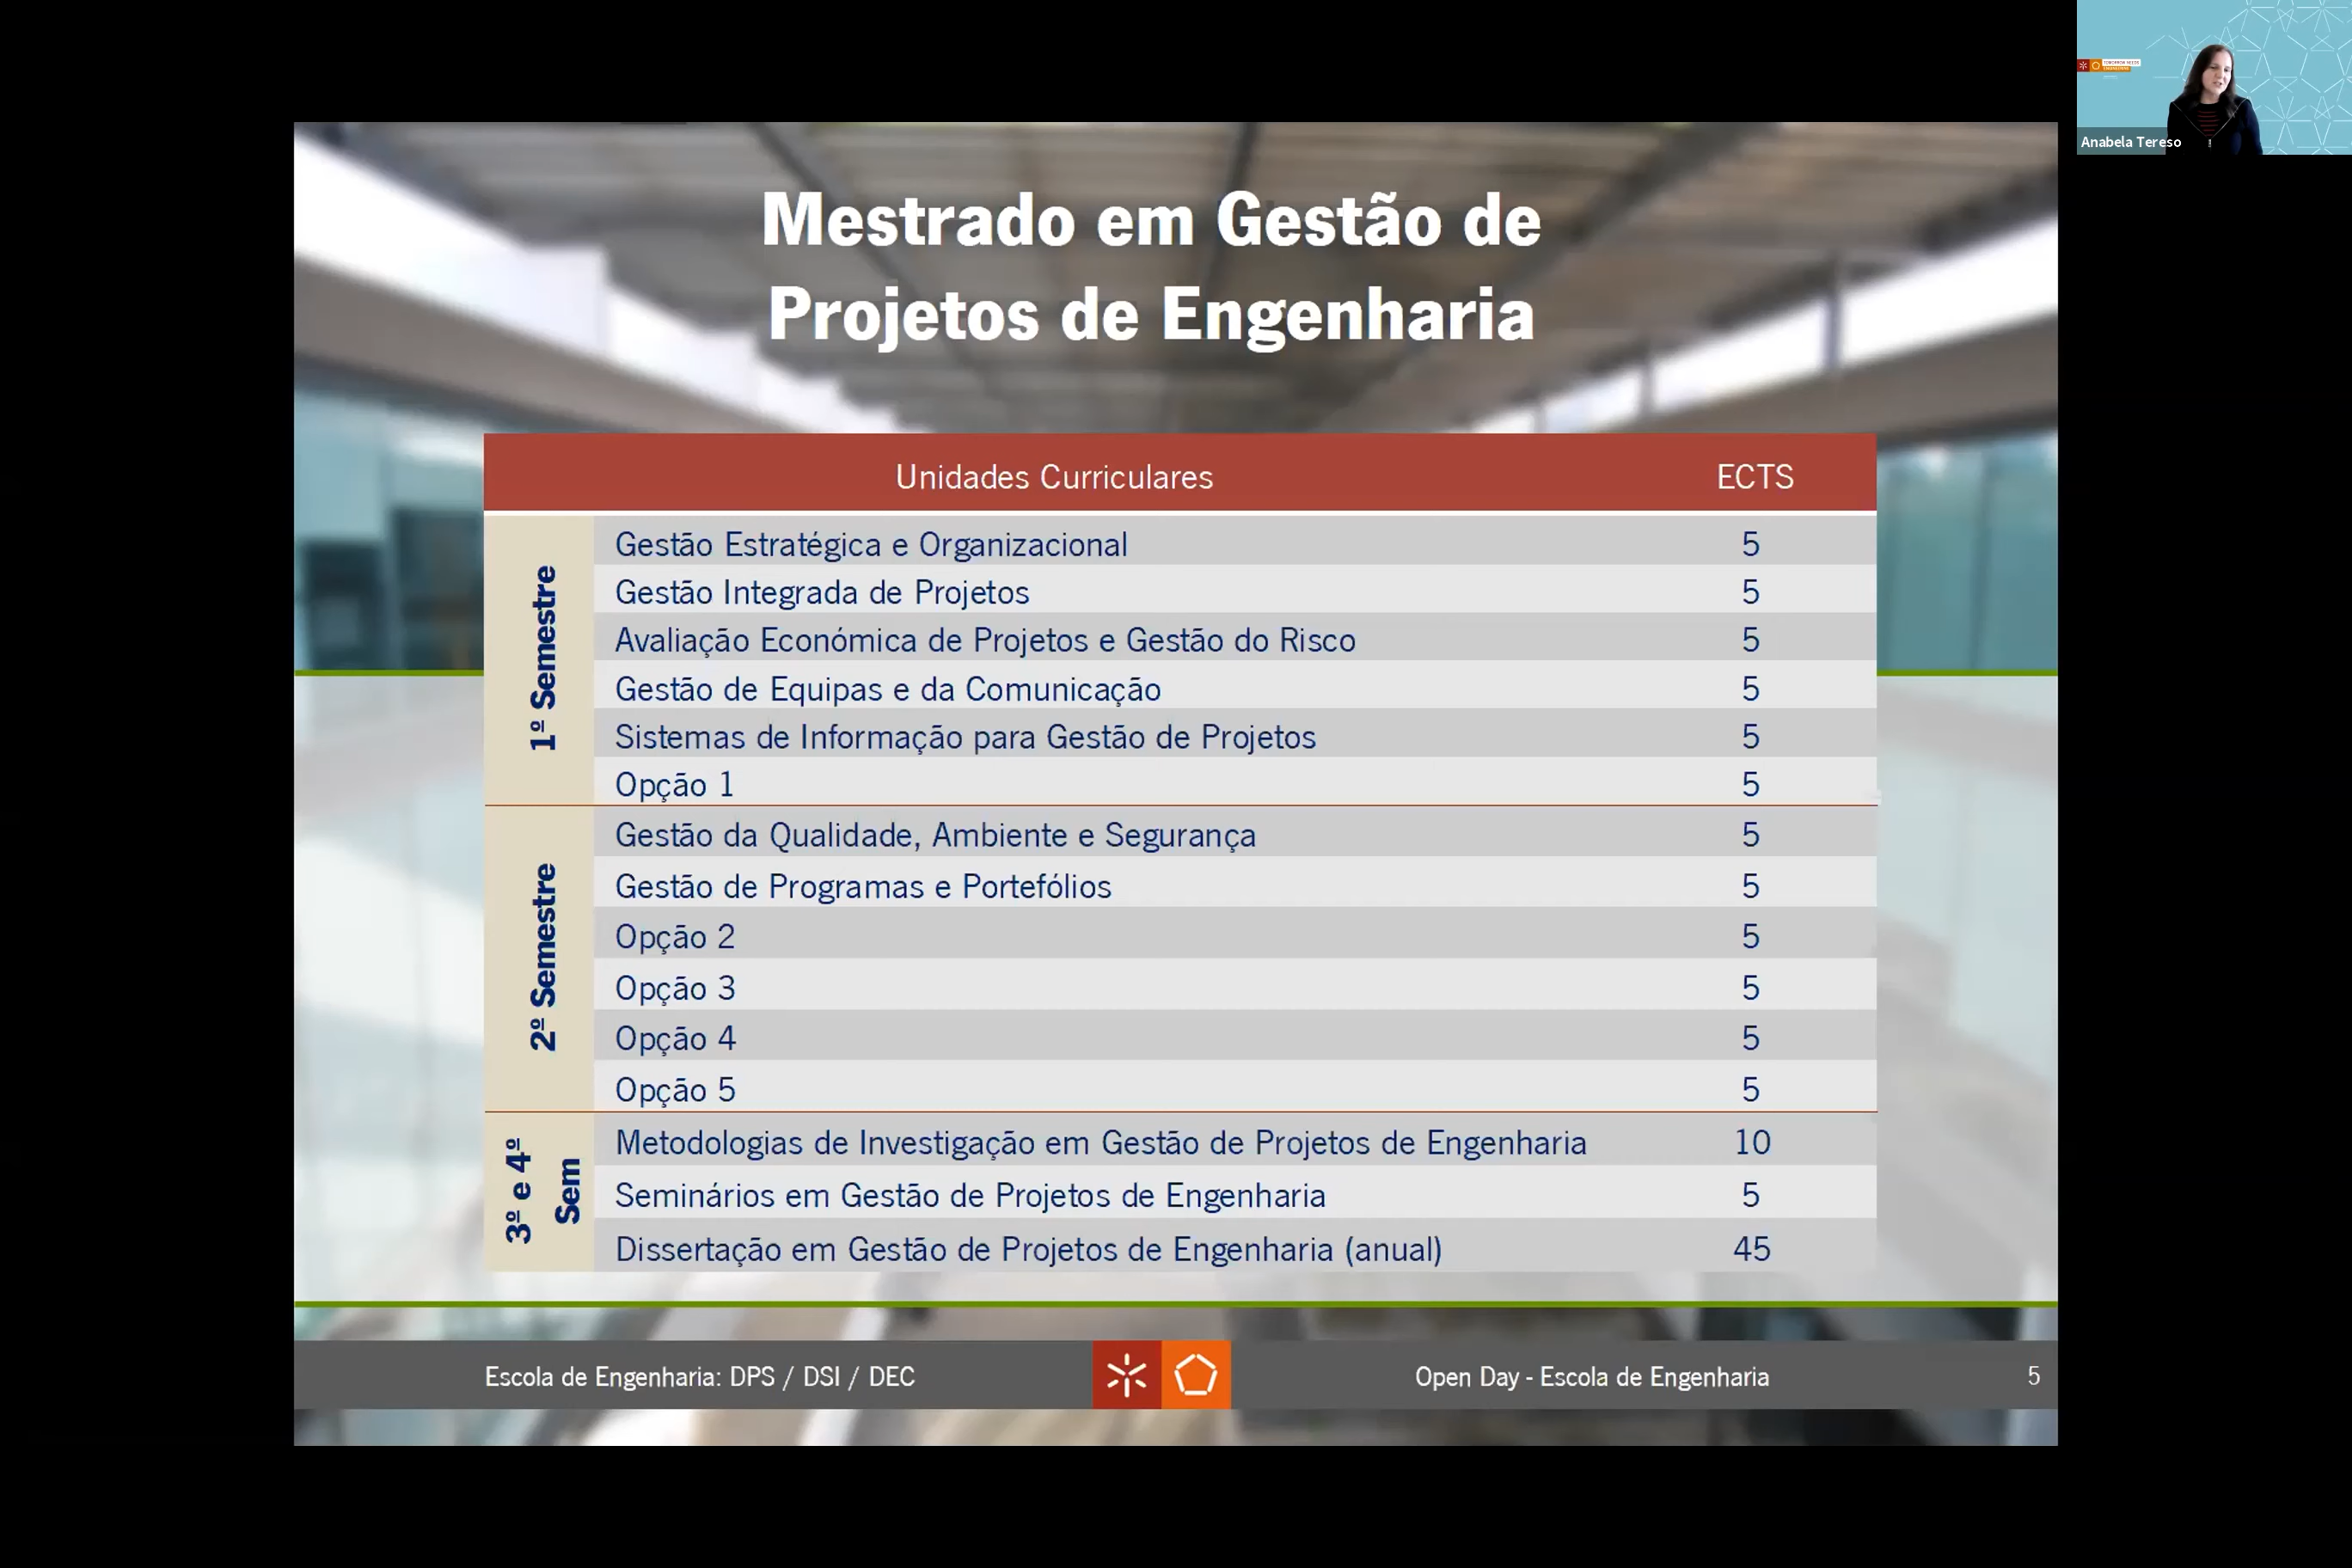 Anabela Tereso
Mestrado em Gestão de
Projetos de Engenharia
Unidades Curriculares ECTS
1º Semestre
Gestão Estratégica e Organizacional 5
Gestão Integrada de Projetos 5
Avaliação Económica de Projetos e Gestão do Risco 5
Gestão de Equipas e da Comunicação 5
Sistemas de Informação para Gestão de Projetos 5
Opção 1 5
2º Semestre
Gestão da Qualidade, Ambiente e Segurança 5
Gestão de Programas e Portefólios 5
Opção 2 5
Opção 3 5
Opção 4 5
Opção 5 5
3º e 4º
Sem
Metodologias de Investigação em Gestão de Projetos de Engenharia 10
Seminários em Gestão de Projetos de Engenharia 5
Dissertação em Gestão de Projetos de Engenharia (anual) 45
Escola de Engenharia: DPS / DSI / DEC
Open Day - Escola de Engenharia
5